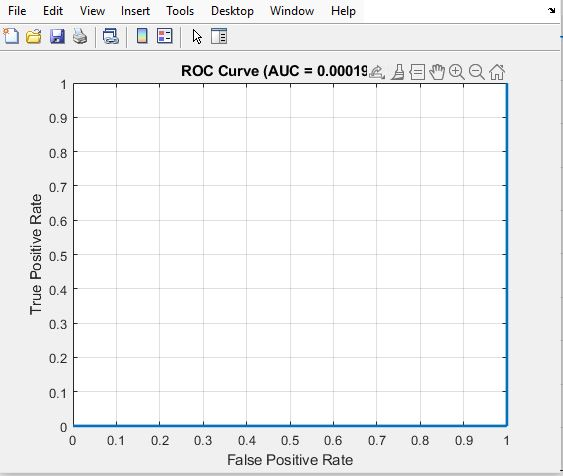 File Edit View Insert Tools Desktop Window Help
ROC Curve (AUC = 0.00019
1
0.9
0.8
0.7
0.6
0.5
0.4
0.3
0.2
0.1
0
True Positive Rate
0 0.1 0.2 0.3 0.4 0.5 0.6 0.7 0.8 0.9 1
False Positive Rate